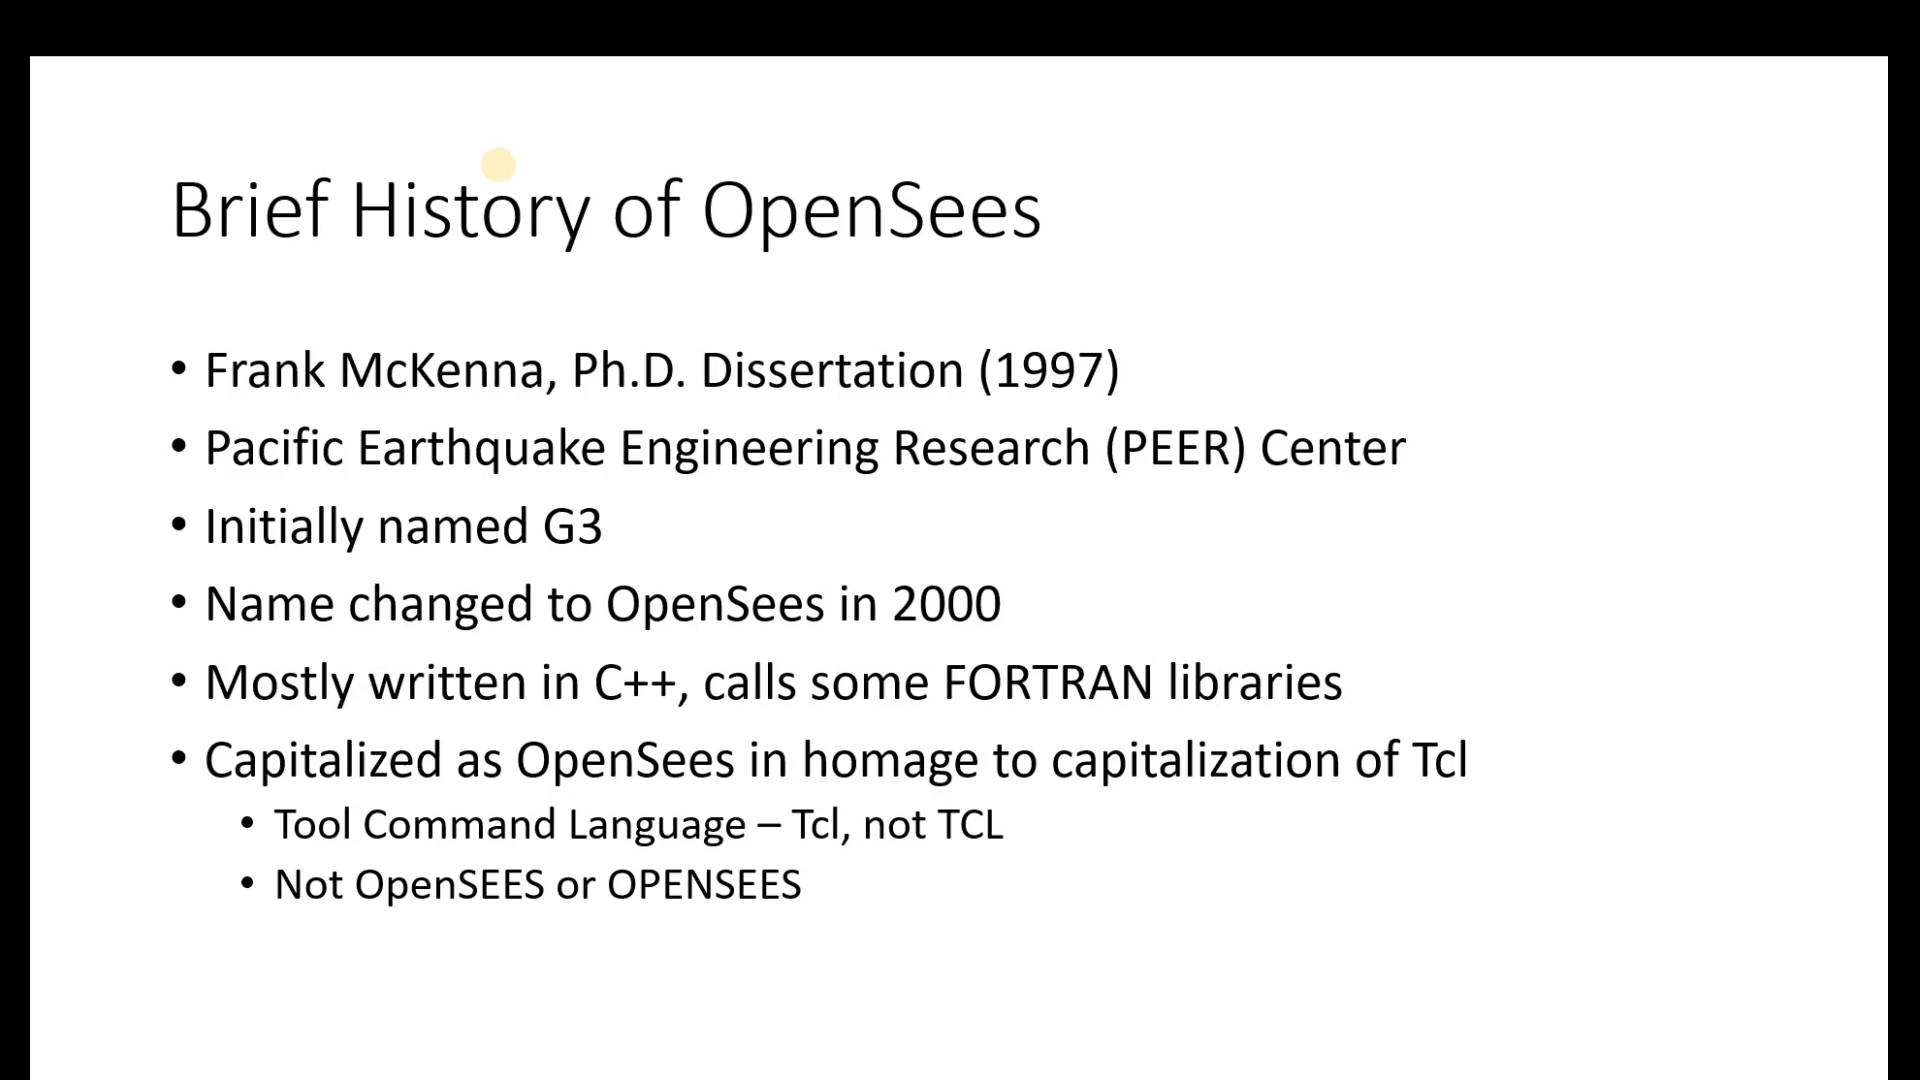 Brief History of OpenSees
• Frank McKenna, Ph.D. Dissertation (1997)
• Pacific Earthquake Engineering Research (PEER) Center
• Initially named G3
• Name changed to OpenSees in 2000
• Mostly written in C++, calls some FORTRAN libraries
• Capitalized as OpenSees in homage to capitalization of Tcl
• Tool Command Language – Tcl, not TCL
• Not OpenSEES or OPENSEES